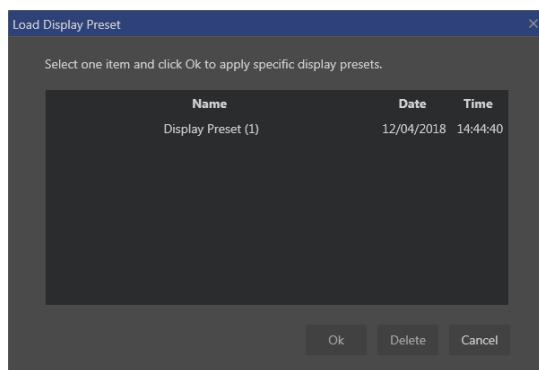 Load Display Preset
Select one item and click Ok to apply specific display presets.
Name Date Time
Display Preset (1) 12/04/2018 14:44:40
Ok Delete Cancel